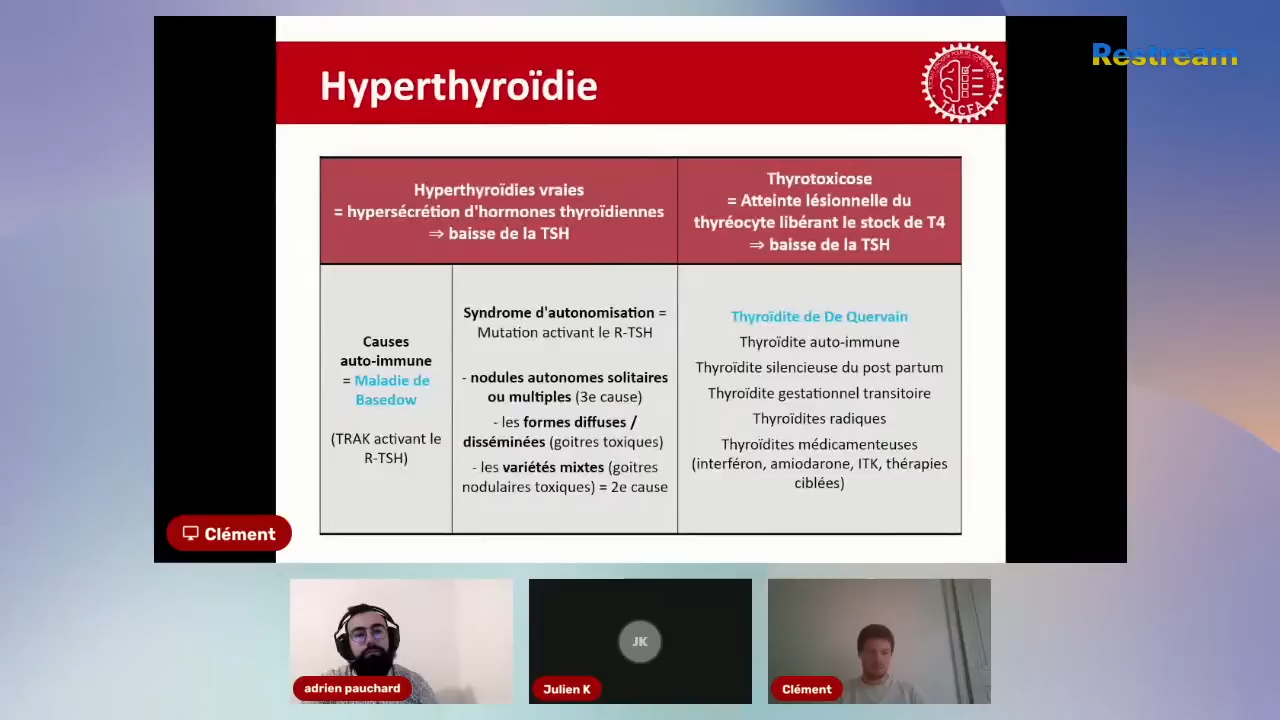 Restream
Hyperthyroïdie
TACFA
Hyperthyroïdies vraies
= hypersécrétion d'hormones thyroïdiennes
⇒ baisse de la TSH
Thyrotoxicose
= Atteinte lésionnelle du
thyréocyte libérant le stock de T4
⇒ baisse de la TSH
Causes
auto-immune
= Maladie de
Basedow
(TRAK activant le
R-TSH)
Syndrome d'autonomisation =
Mutation activant le R-TSH
- nodules autonomes solitaires
ou multiples (3e cause)
- les formes diffuses /
disséminées (goitres toxiques)
- les variétés mixtes (goitres
nodulaires toxiques) = 2e cause
Thyroïdite de De Quervain
Thyroïdite auto-immune
Thyroïdite silencieuse du post partum
Thyroïdite gestationnel transitoire
Thyroïdites radiques
Thyroïdites médicamenteuses
(interféron, amiodarone, ITK, thérapies
ciblées)
Clément
adrien pauchard
JK
Julien K
Clément